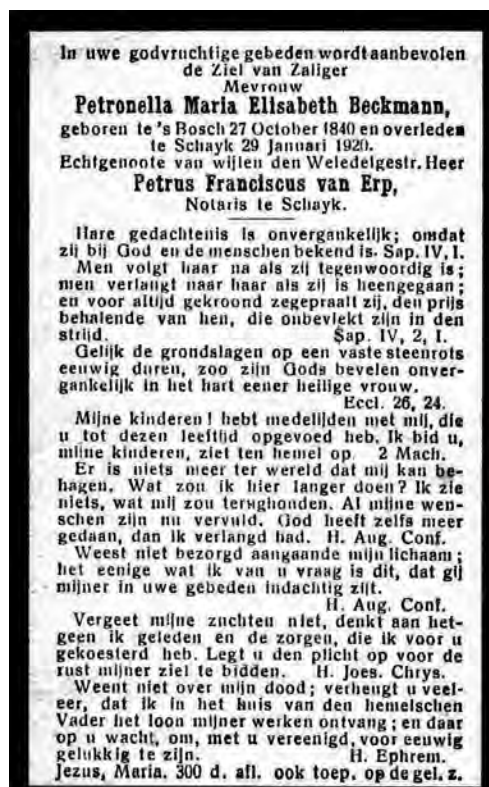 In uwe godvruchtige gebeden wordt aanbevolen
de Ziel van Zaliger
Mevrouw
Petronella Maria Elisabeth Beckmann,
geboren te 's Bosch 27 October 1840 en overleden
te Schayk 29 Januari 1920.
Echtgenoote van wijlen den Weledelgestr. Heer
Petrus Franciscus van Erp,
Notaris te Schayk.
Hare gedachtenis is onvergankelijk; omdat
zij bij God en de menschen bekend is. Sap. IV, I.
Men volgt haar na als zij tegenwoordig is;
men verlangt naar haar als zij is heengegaan;
en voor altijd gekroond zegepraalt zij, den prijs
behalende van hen, die onbevlekt zijn in den
strijd. Sap. IV, 2, I.
Gelijk de grondslagen op een vaste steenrots
eeuwig duren, zoo zijn Gods bevelen onver-
gankelijk in het hart eener heilige vrouw.
Eccl. 26, 24.
Mijne kinderen! hebt medelijden met mij, die
u tot dezen leeftijd opgevoed heb. Ik bid u,
mijne kinderen, ziet ten hemel op 2 Mach.
Er is niets meer ter wereld dat mij kan be-
hagen. Wat zou ik hier langer doen? Ik zie
niets, wat mij zou terughouden. Al mijne wen-
schen zijn nu vervuld. God heeft zelfs meer
gedaan, dan ik verlangd had. H. Aug. Conf.
Weest niet bezorgd aangaande mijn lichaam;
het eenige wat ik van u vraag is dit, dat gij
mijner in uwe gebeden indachtig zijt.
H. Aug. Conf.
Vergeet mijne zuchten niet, denkt aan het-
geen ik geleden en de zorgen, die ik voor u
gekoesterd heb. Legt u den plicht op voor de
rust mijner ziel te bidden. H. Joes. Chrys.
Weent niet over mijn dood; verheugt u veel-
eer, dat ik in het huis van den hemelschen
Vader het loon mijner werken ontvang; en daar
op u wacht, om, met u vereenigd, voor eeuwig
gelukkig te zijn. H. Ephrem.
Jezus, Maria. 300 d. afl. ook toep. op de gel. z.